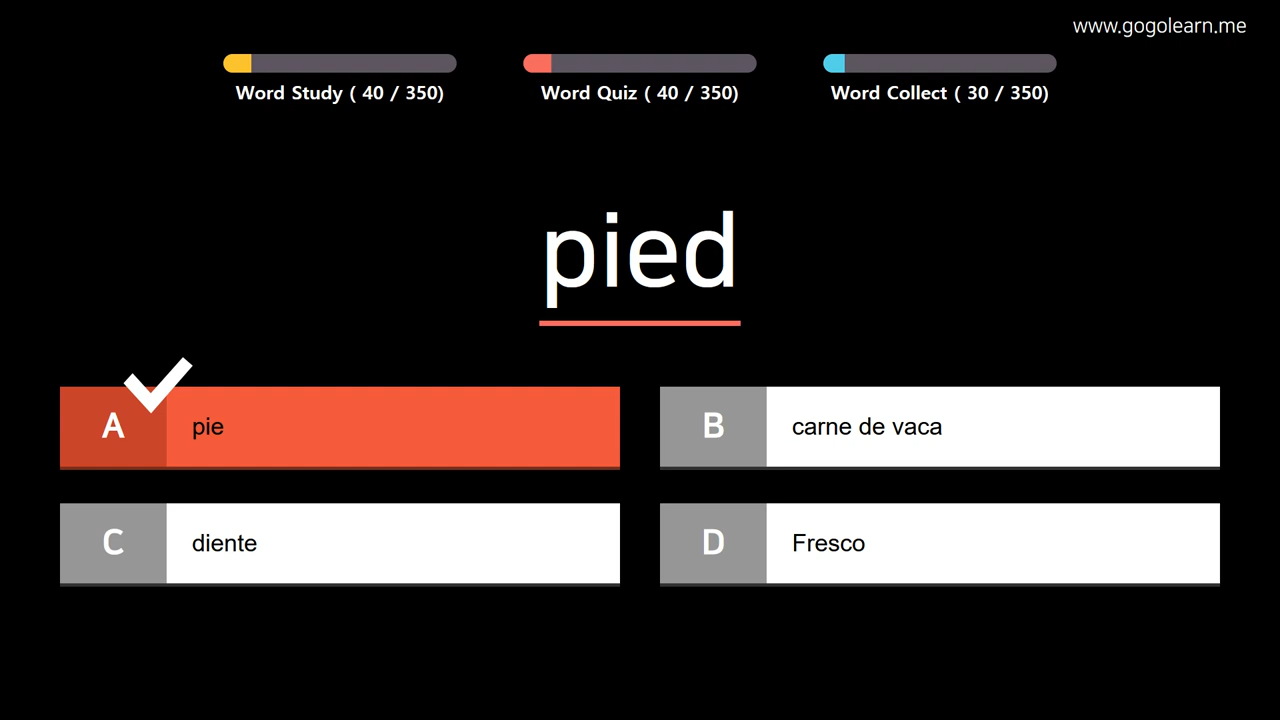 www.gogolearn.me
Word Study ( 40 / 350)
Word Quiz ( 40 / 350)
Word Collect ( 30 / 350)
pied
A pie
B carne de vaca
C diente
D Fresco